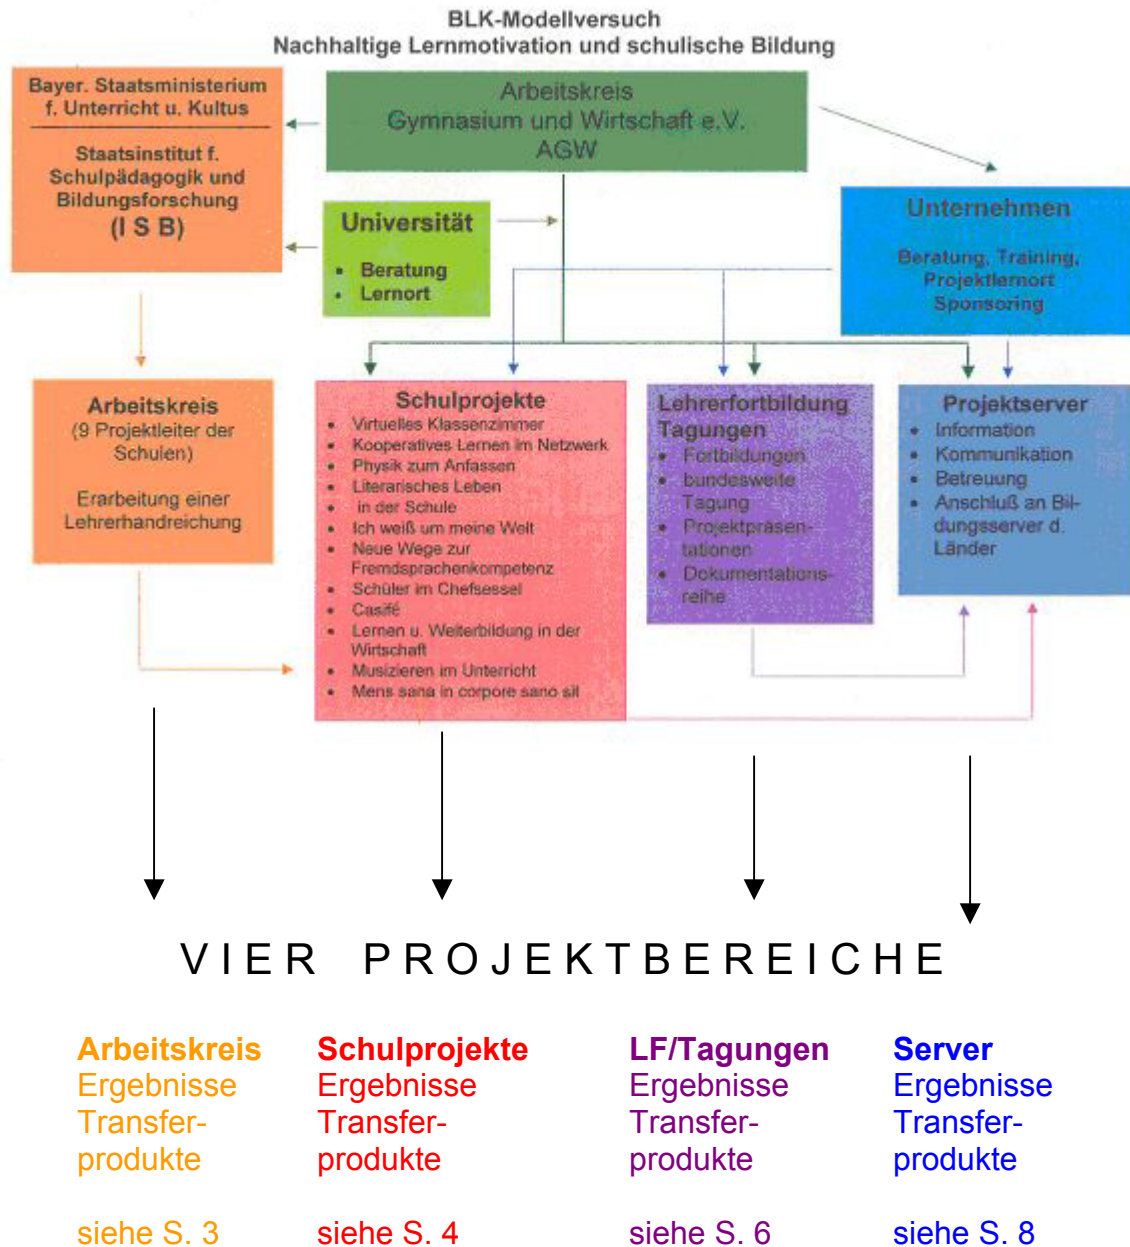 BLK-Modellversuch
Nachhaltige Lernmotivation und schulische Bildung
Bayer. Staatsministerium
f. Unterricht u. Kultus
Staatsinstitut f.
Schulpädagogik und
Bildungsforschung
(I S B)
Arbeitskreis
Gymnasium und Wirtschaft e.V.
AGW
Universität
• Beratung
• Lernort
Unternehmen
Beratung, Training,
Projektlernort
Sponsoring
Arbeitskreis
(9 Projektleiter der
Schulen)
Erarbeitung einer
Lehrerhandreichung
Schulprojekte
• Virtuelles Klassenzimmer
• Kooperatives Lernen im Netzwerk
• Physik zum Anfassen
• Literarisches Leben
• in der Schule
• Ich weiß um meine Welt
• Neue Wege zur
Fremdsprachenkompetenz
• Schüler im Chefsessel
• Casifé
• Lernen u. Weiterbildung in der
Wirtschaft
• Musizieren im Unterricht
• Mens sana in corpore sano sit
Lehrerfortbildung
Tagungen
• Fortbildungen
• bundesweite
Tagung
• Projektpräsen-
tationen
• Dokumentations-
reihe
Projektserver
• Information
• Kommunikation
• Betreuung
• Anschluß an Bil-
dungsserver d.
Länder
VIER PROJEKTBEREICHE
Arbeitskreis
Ergebnisse
Transfer-
produkte
siehe S. 3
Schulprojekte
Ergebnisse
Transfer-
produkte
siehe S. 4
LF/Tagungen
Ergebnisse
Transfer-
produkte
siehe S. 6
Server
Ergebnisse
Transfer-
produkte
siehe S. 8